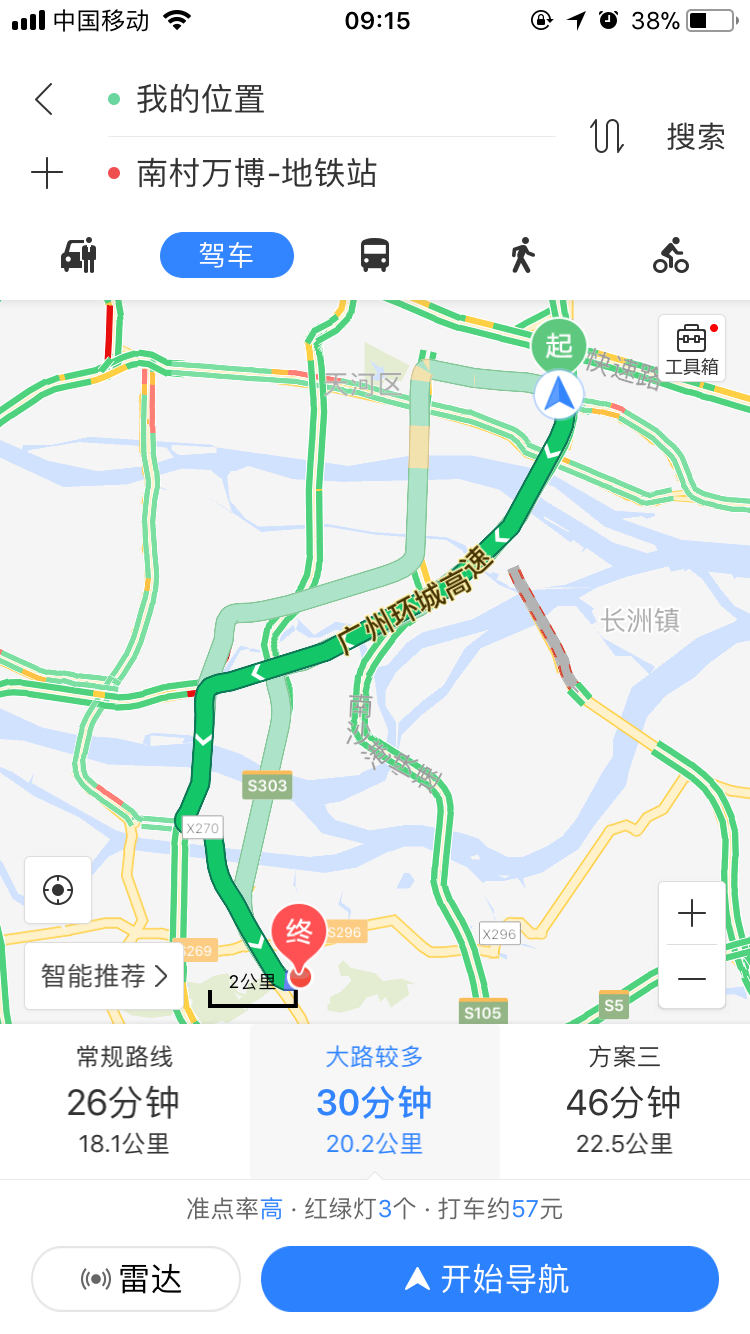 中国移动
09:15
38%
我的位置
南村万博-地铁站
搜索
驾车
起
快速路
工具箱
天河区
广州环城高速
长洲镇
南
S303
X270
终
S296
X296
S269
智能推荐
2公里
S105
S5
常规路线
大路较多
方案三
26分钟
30分钟
46分钟
18.1公里
20.2公里
22.5公里
准点率高 · 红绿灯3个 · 打车约57元
雷达
开始导航